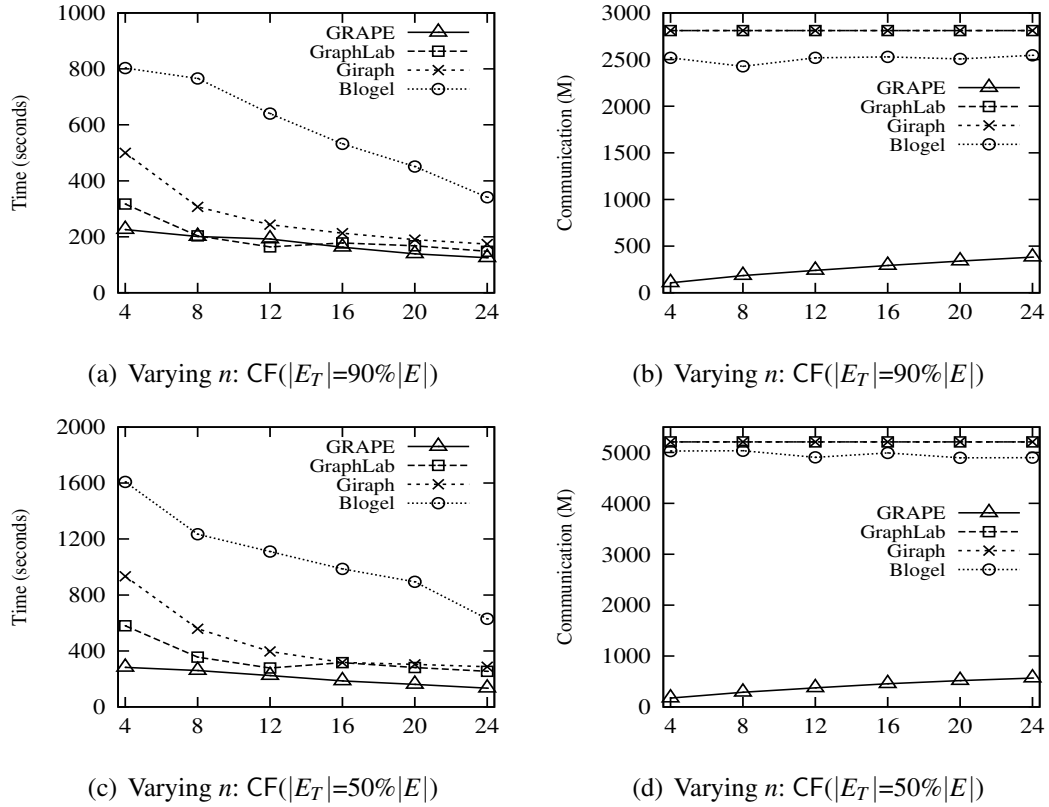 1000
800
600
400
200
0
4 8 12 16 20 24
Time (seconds)
GRAPE
GraphLab
Giraph
Blogel
(a) Varying n: CF(|E_T|=90%|E|)
3000
2500
2000
1500
1000
500
0
4 8 12 16 20 24
Communication (M)
GRAPE
GraphLab
Giraph
Blogel
(b) Varying n: CF(|E_T|=90%|E|)
2000
1600
1200
800
400
0
4 8 12 16 20 24
Time (seconds)
GRAPE
GraphLab
Giraph
Blogel
(c) Varying n: CF(|E_T|=50%|E|)
5000
4000
3000
2000
1000
0
4 8 12 16 20 24
Communication (M)
GRAPE
GraphLab
Giraph
Blogel
(d) Varying n: CF(|E_T|=50%|E|)